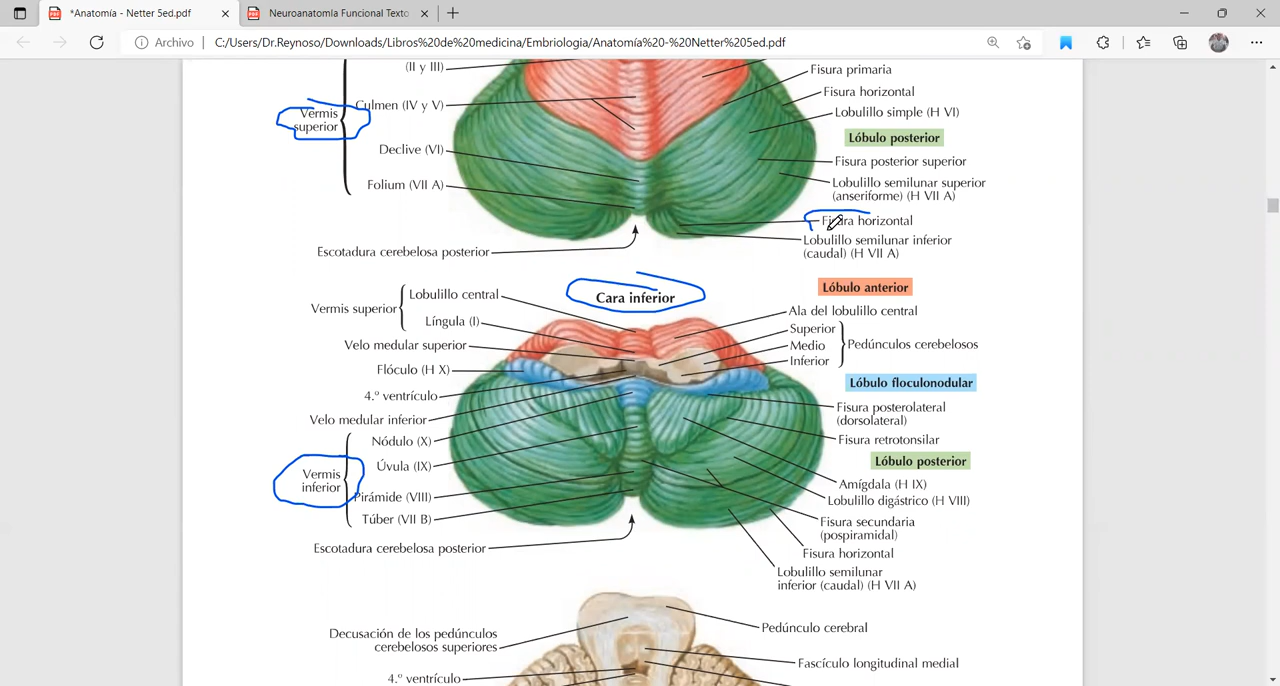 *Anatomía - Netter 5ed.pdf
Neuroanatomía Funcional Texto
Archivo
C:/Users/Dr.Reynoso/Downloads/Libros%20de%20medicina/Embriologia/Anatomía%20-%20Netter%205ed.pdf
(II y III)
Culmen (IV y V)
Vermis
superior
Declive (VI)
Folium (VII A)
Escotadura cerebelosa posterior
Fisura primaria
Fisura horizontal
Lobulillo simple (H VI)
Lóbulo posterior
Fisura posterior superior
Lobulillo semilunar superior
(anseriforme) (H VII A)
Fisura horizontal
Lobulillo semilunar inferior
(caudal) (H VII A)
Cara inferior
Vermis superior
Lobulillo central
Língula (I)
Velo medular superior
Flóculo (H X)
4.º ventrículo
Velo medular inferior
Nódulo (X)
Úvula (IX)
Vermis
inferior
Pirámide (VIII)
Túber (VII B)
Escotadura cerebelosa posterior
Lóbulo anterior
Ala del lobulillo central
Superior
Medio
Inferior
Pedúnculos cerebelosos
Lóbulo floculonodular
Fisura posterolateral
(dorsolateral)
Fisura retrotonsilar
Lóbulo posterior
Amígdala (H IX)
Lobulillo digástrico (H VIII)
Fisura secundaria
(pospiramidal)
Fisura horizontal
Lobulillo semilunar
inferior (caudal) (H VII A)
Decusación de los pedúnculos
cerebelosos superiores
4.º ventrículo
Pedúnculo cerebral
Fascículo longitudinal medial